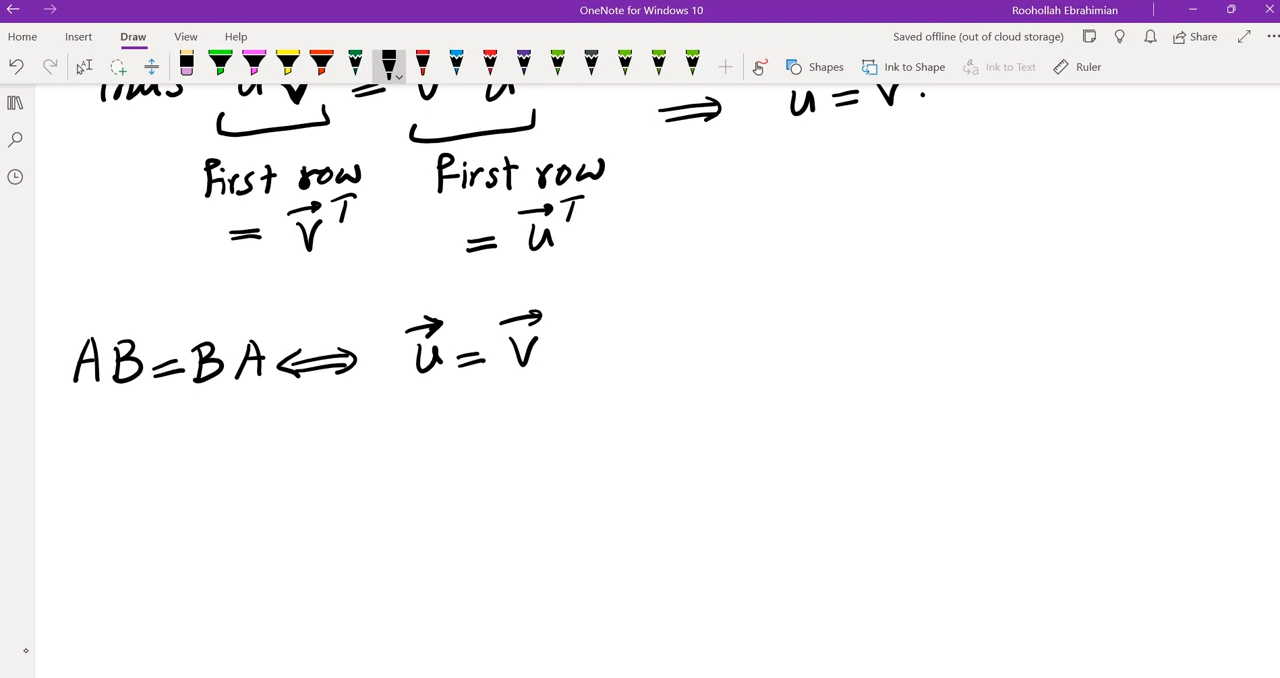 OneNote for Windows 10
Roohollah Ebrahimian
Home Insert Draw View Help
Saved offline (out of cloud storage)
Share
Shapes
Ink to Shape
Ink to Text
Ruler
Thus u v = v u ⟹ u = v.
First row First row
= v⃗ᵀ = u⃗ᵀ
AB = BA ⟺ u⃗ = v⃗